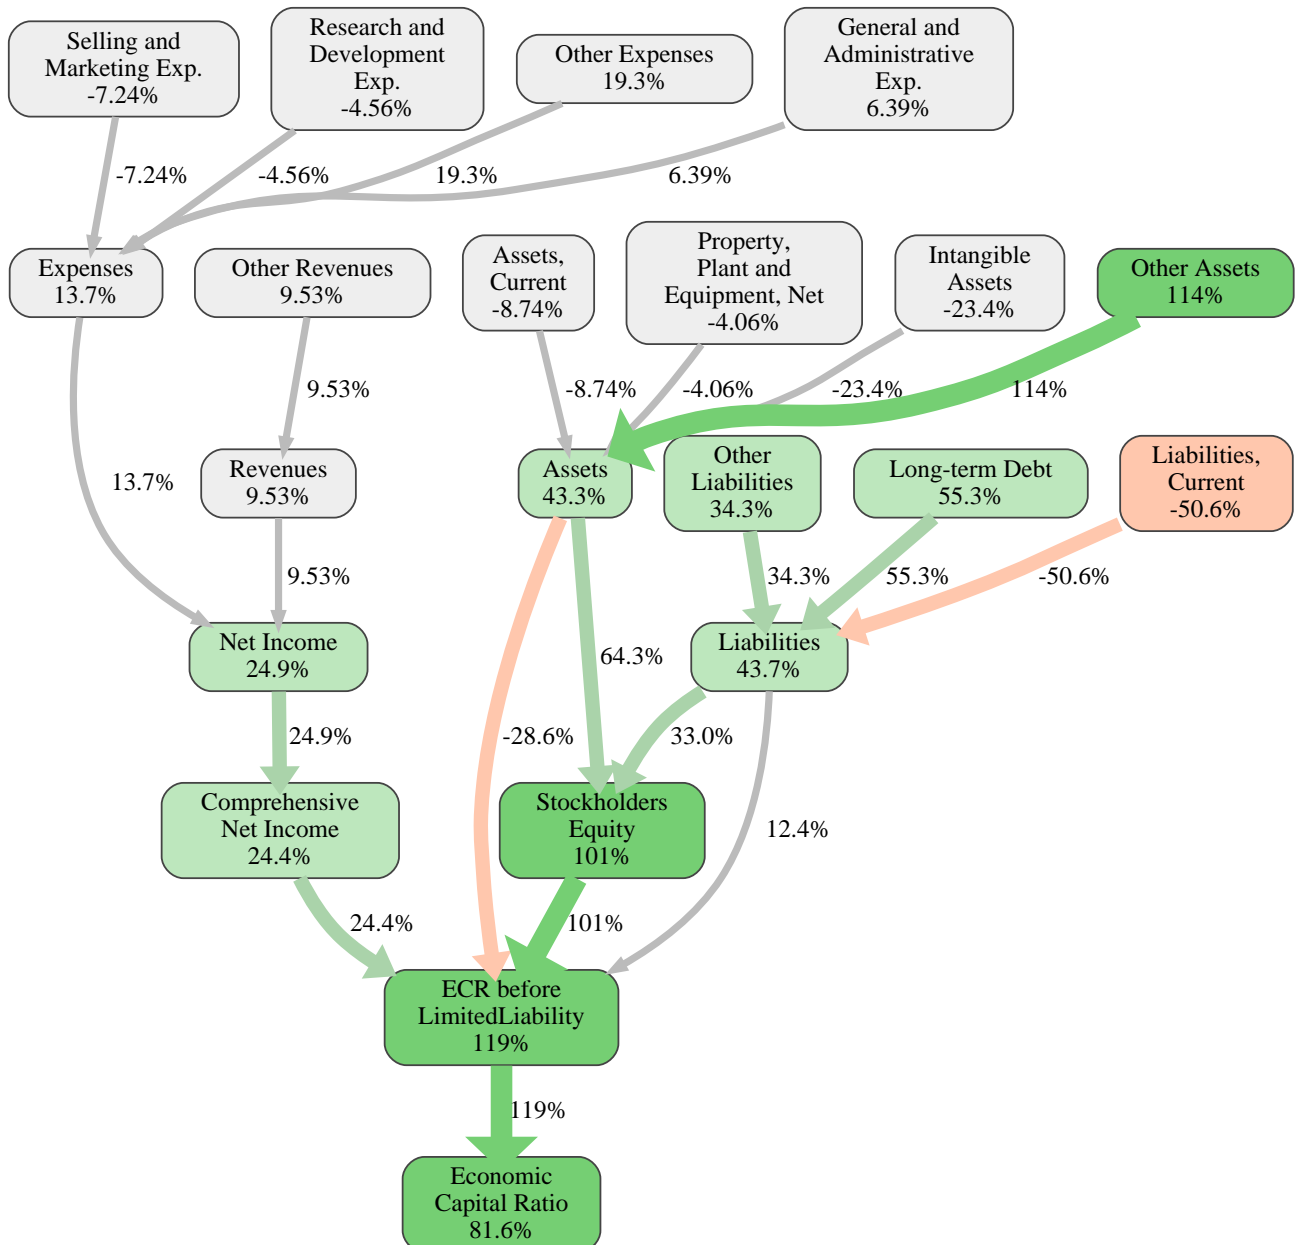 Selling and
Marketing Exp.
-7.24%
Research and
Development
Exp.
-4.56%
Other Expenses
19.3%
General and
Administrative
Exp.
6.39%
-7.24%
-4.56%
19.3%
6.39%
Expenses
13.7%
Other Revenues
9.53%
Assets,
Current
-8.74%
Property,
Plant and
Equipment, Net
-4.06%
Intangible
Assets
-23.4%
Other Assets
114%
9.53%
-8.74%
-4.06%
-23.4%
114%
13.7%
Revenues
9.53%
Assets
43.3%
Other
Liabilities
34.3%
Long-term Debt
55.3%
Liabilities,
Current
-50.6%
9.53%
34.3%
55.3%
-50.6%
Net Income
24.9%
64.3%
Liabilities
43.7%
24.9%
-28.6%
33.0%
Comprehensive
Net Income
24.4%
Stockholders
Equity
101%
12.4%
24.4%
101%
ECR before
LimitedLiability
119%
119%
Economic
Capital Ratio
81.6%